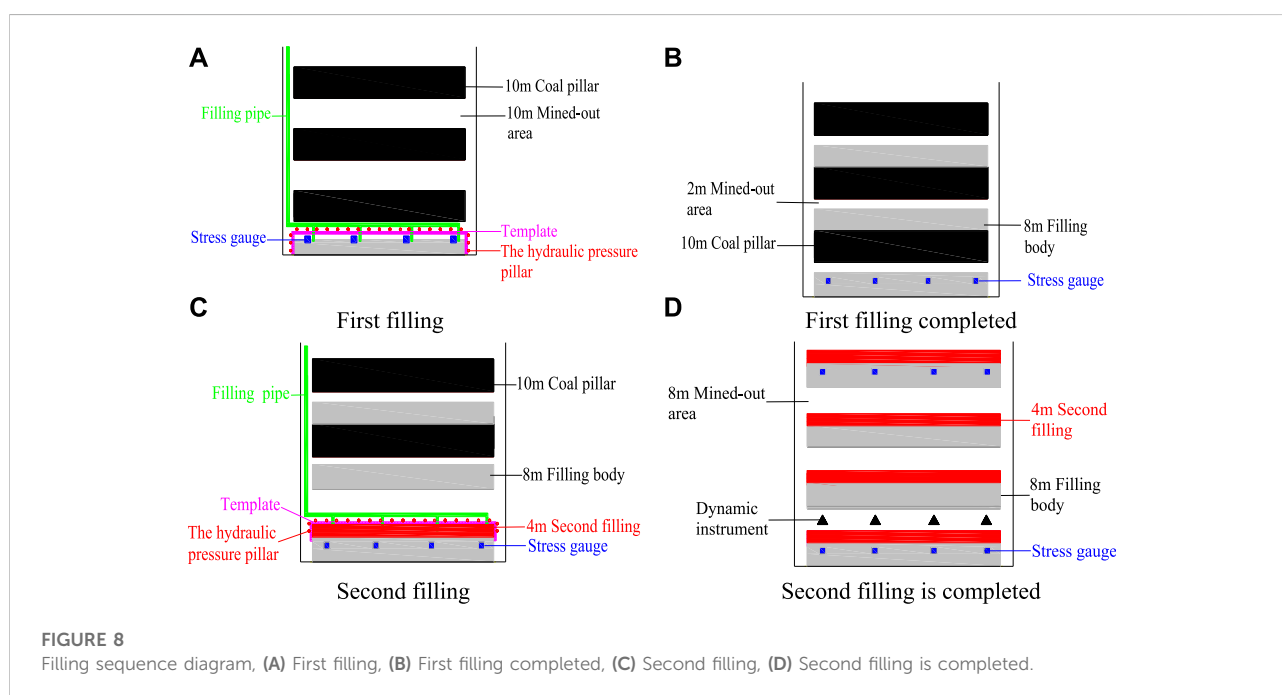 A
10m Coal pillar
Filling pipe
10m Mined-out
area
Stress gauge
Template
The hydraulic pressure
pillar
First filling
B
2m Mined-out
area
10m Coal pillar
8m Filling
body
Stress gauge
First filling completed
C
10m Coal pillar
Filling pipe
8m Filling body
Template
The hydraulic
pressure pillar
4m Second filling
Stress gauge
Second filling
D
8m Mined-out
area
4m Second
filling
8m Filling
body
Dynamic
instrument
Stress gauge
Second filling is completed
FIGURE 8
Filling sequence diagram, (A) First filling, (B) First filling completed, (C) Second filling, (D) Second filling is completed.